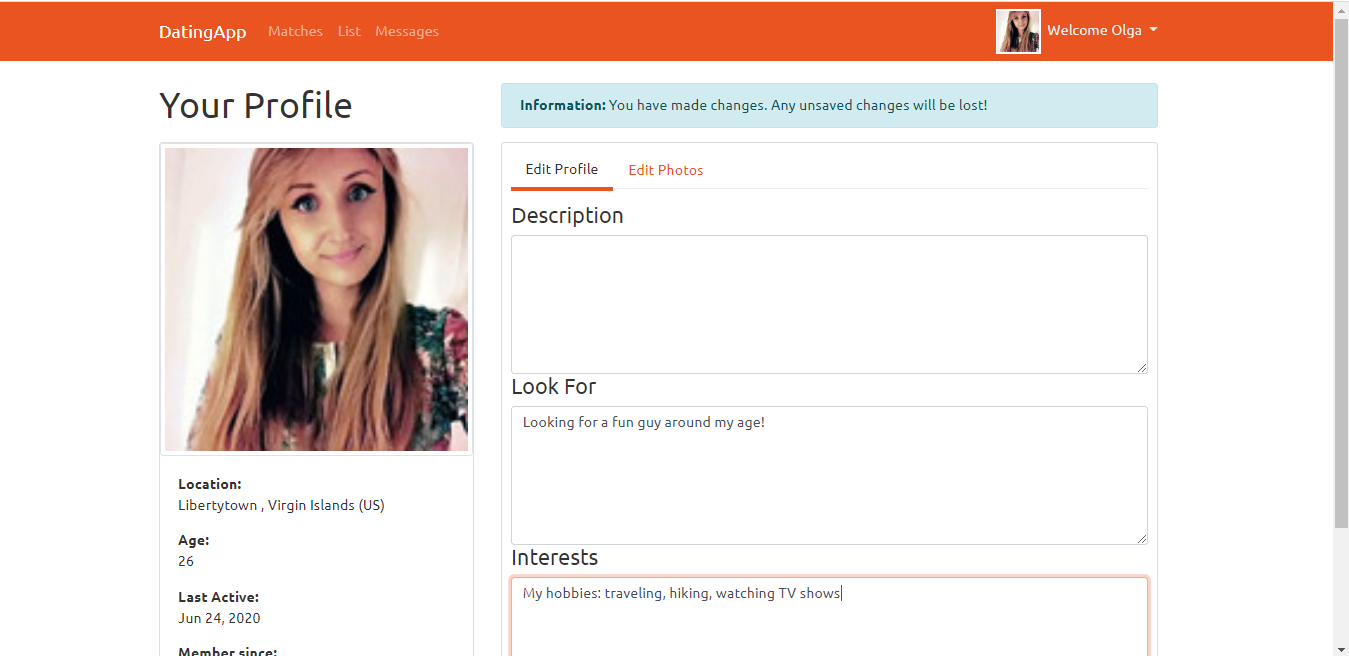 DatingApp Matches List Messages Welcome Olga
Your Profile
Information: You have made changes. Any unsaved changes will be lost!
Edit Profile Edit Photos
Description
Look For
Looking for a fun guy around my age!
Interests
My hobbies: traveling, hiking, watching TV shows
Location:
Libertytown , Virgin Islands (US)
Age:
26
Last Active:
Jun 24, 2020
Member since: